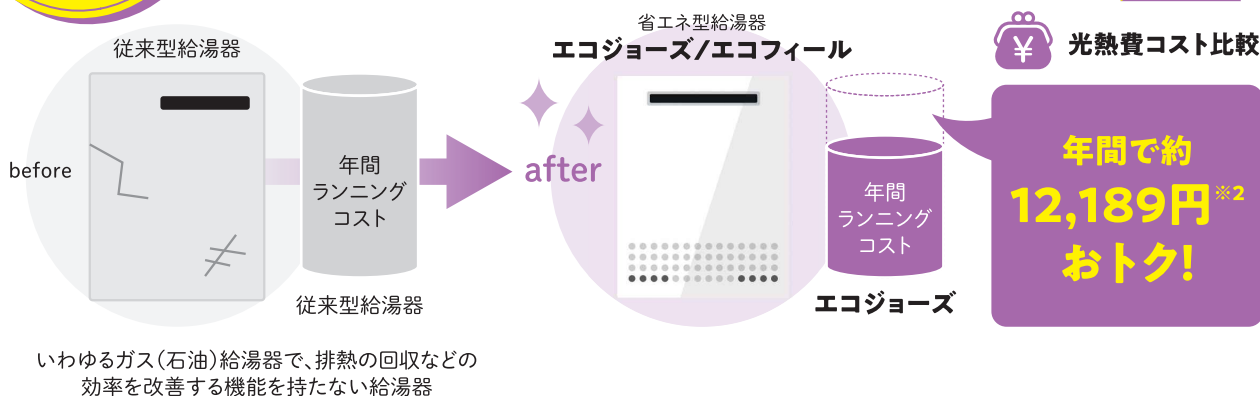 従来型給湯器
before
年間
ランニング
コスト
従来型給湯器
いわゆるガス(石油)給湯器で、排熱の回収などの
効率を改善する機能を持たない給湯器
省エネ型給湯器
エコジョーズ/エコフィール
after
年間
ランニング
コスト
エコジョーズ
¥ 光熱費コスト比較
年間で約
12,189円※2
おトク!